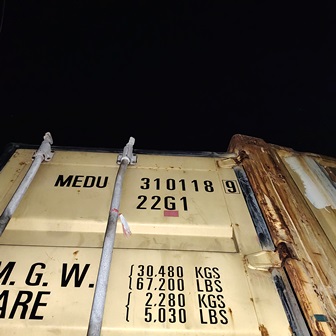 MEDU 310118 9
22G1
M. G. W. 30.480 KGS
67.200 LBS
ARE 2.280 KGS
5.030 LBS